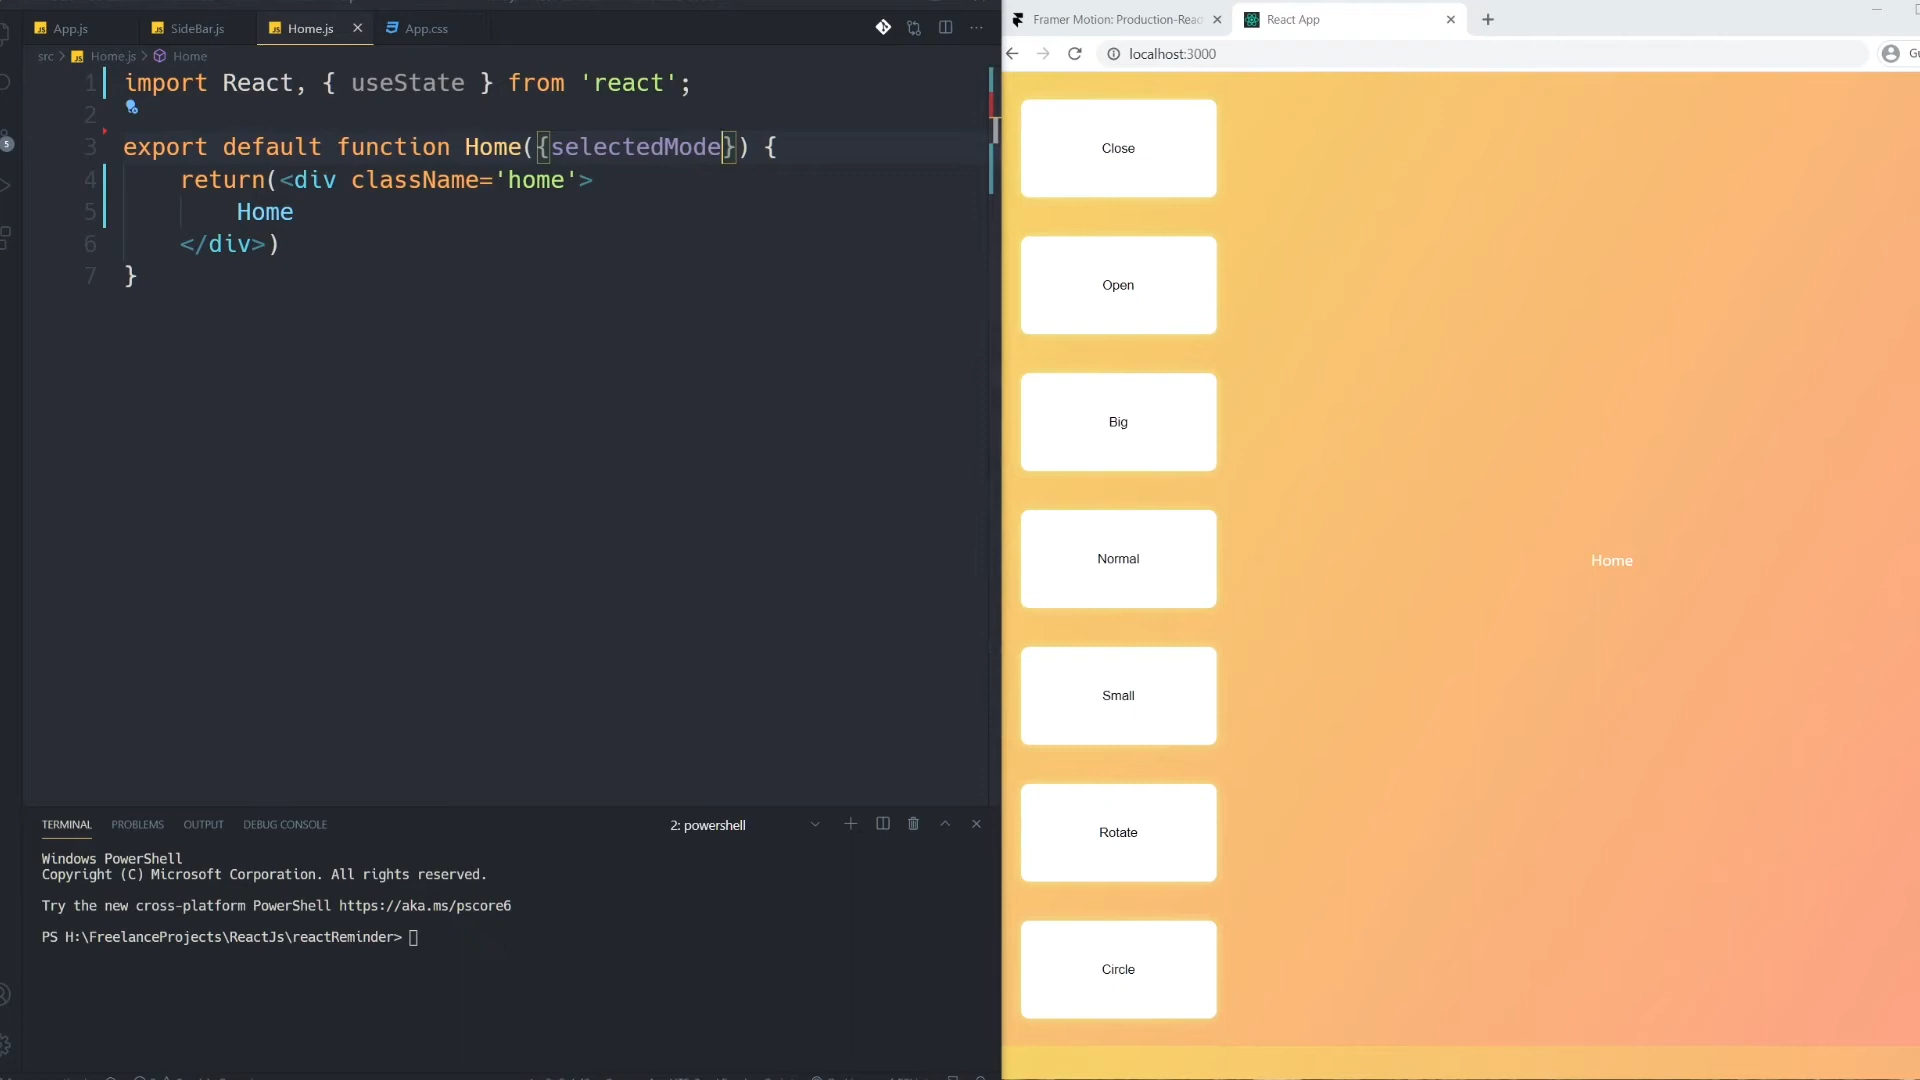 App.js
SideBar.js
Home.js
App.css
src > Home.js > Home
1 import React, { useState } from 'react';
2
3 export default function Home({selectedMode}) {
4 return(<div className='home'>
5 Home
6 </div>)
7 }
5
TERMINAL PROBLEMS OUTPUT DEBUG CONSOLE
2: powershell
Windows PowerShell
Copyright (C) Microsoft Corporation. All rights reserved.
Try the new cross-platform PowerShell https://aka.ms/pscore6
PS H:\FreelanceProjects\ReactJs\reactReminder>
Framer Motion: Production-Read
React App
localhost:3000
Close
Open
Big
Normal
Small
Rotate
Circle
Home